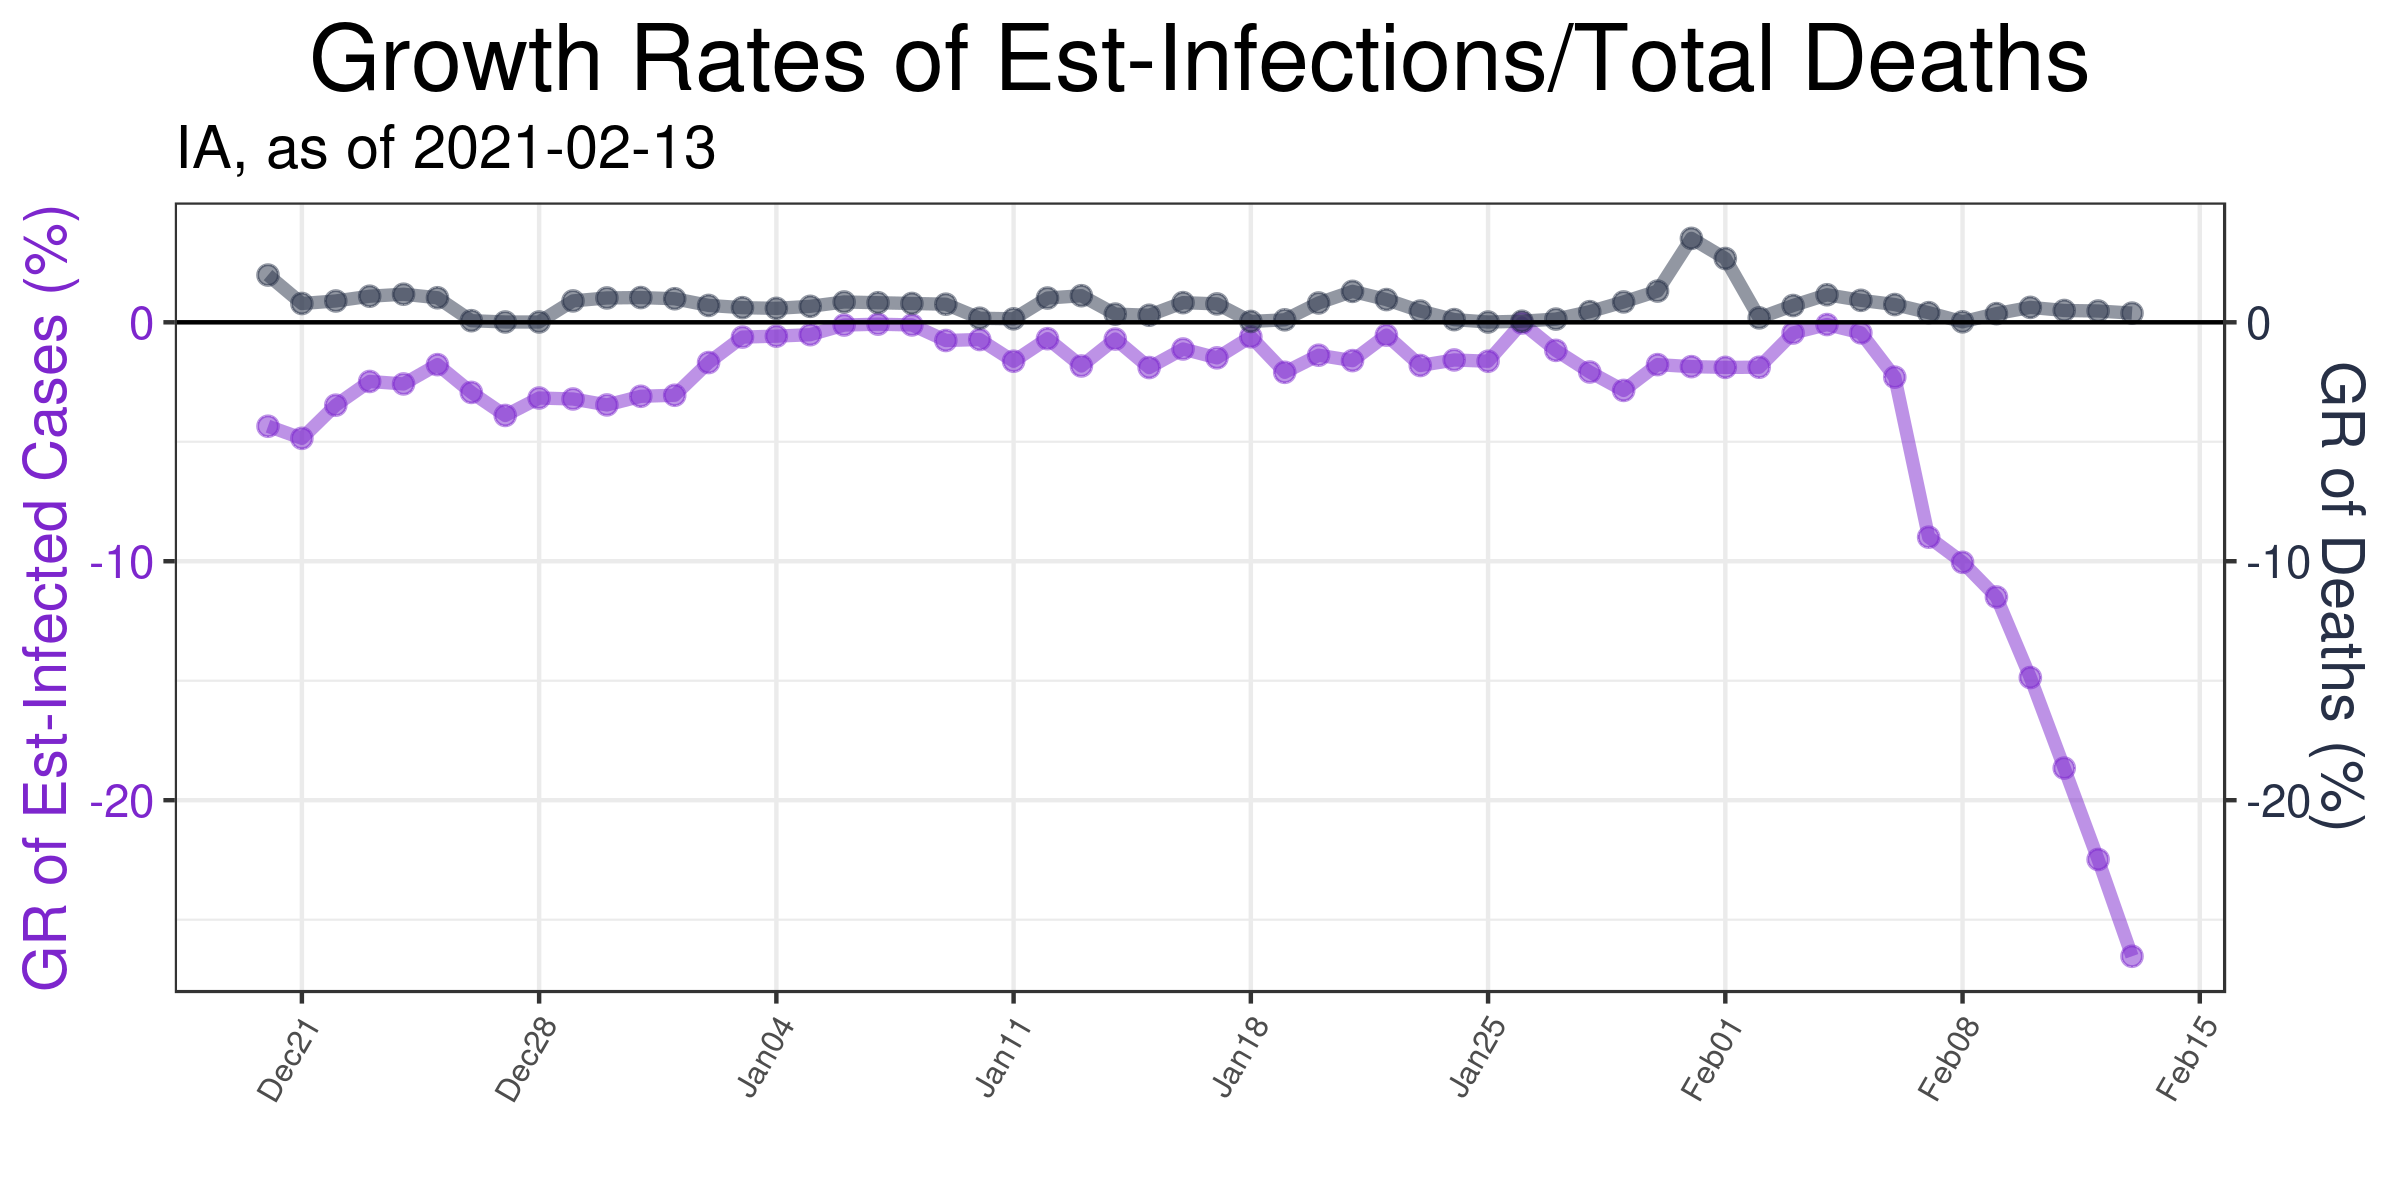 Growth Rates of Est-Infections/Total Deaths
IA, as of 2021-02-13
GR of Est-Infected Cases (%)
0
-10
-20
0
-10
-20
GR of Deaths (%)
Dec21
Dec28
Jan04
Jan11
Jan18
Jan25
Feb01
Feb08
Feb15